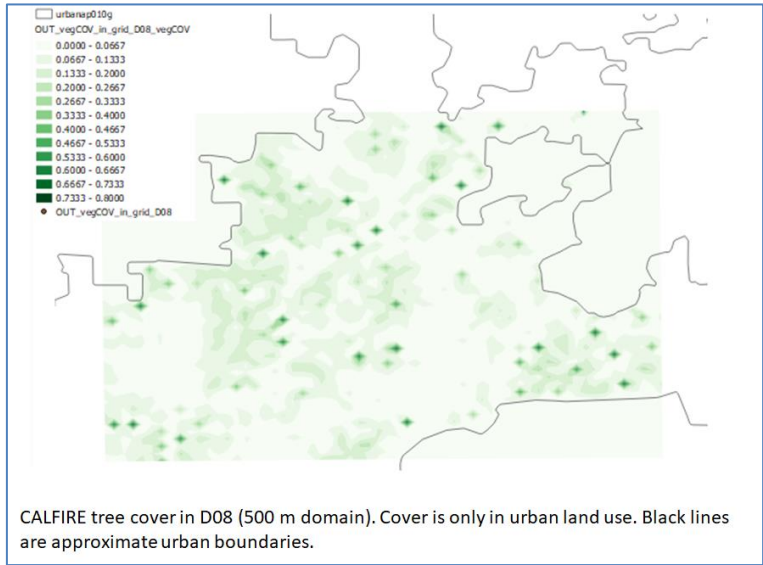 urbanap010g
OUT_vegCOV_in_grid_D08_vegCOV
0.0000 - 0.0667
0.0667 - 0.1333
0.1333 - 0.2000
0.2000 - 0.2667
0.2667 - 0.3333
0.3333 - 0.4000
0.4000 - 0.4667
0.4667 - 0.5333
0.5333 - 0.6000
0.6000 - 0.6667
0.6667 - 0.7333
0.7333 - 0.8000
OUT_vegCOV_in_grid_D08
CALFIRE tree cover in D08 (500 m domain). Cover is only in urban land use. Black lines
are approximate urban boundaries.